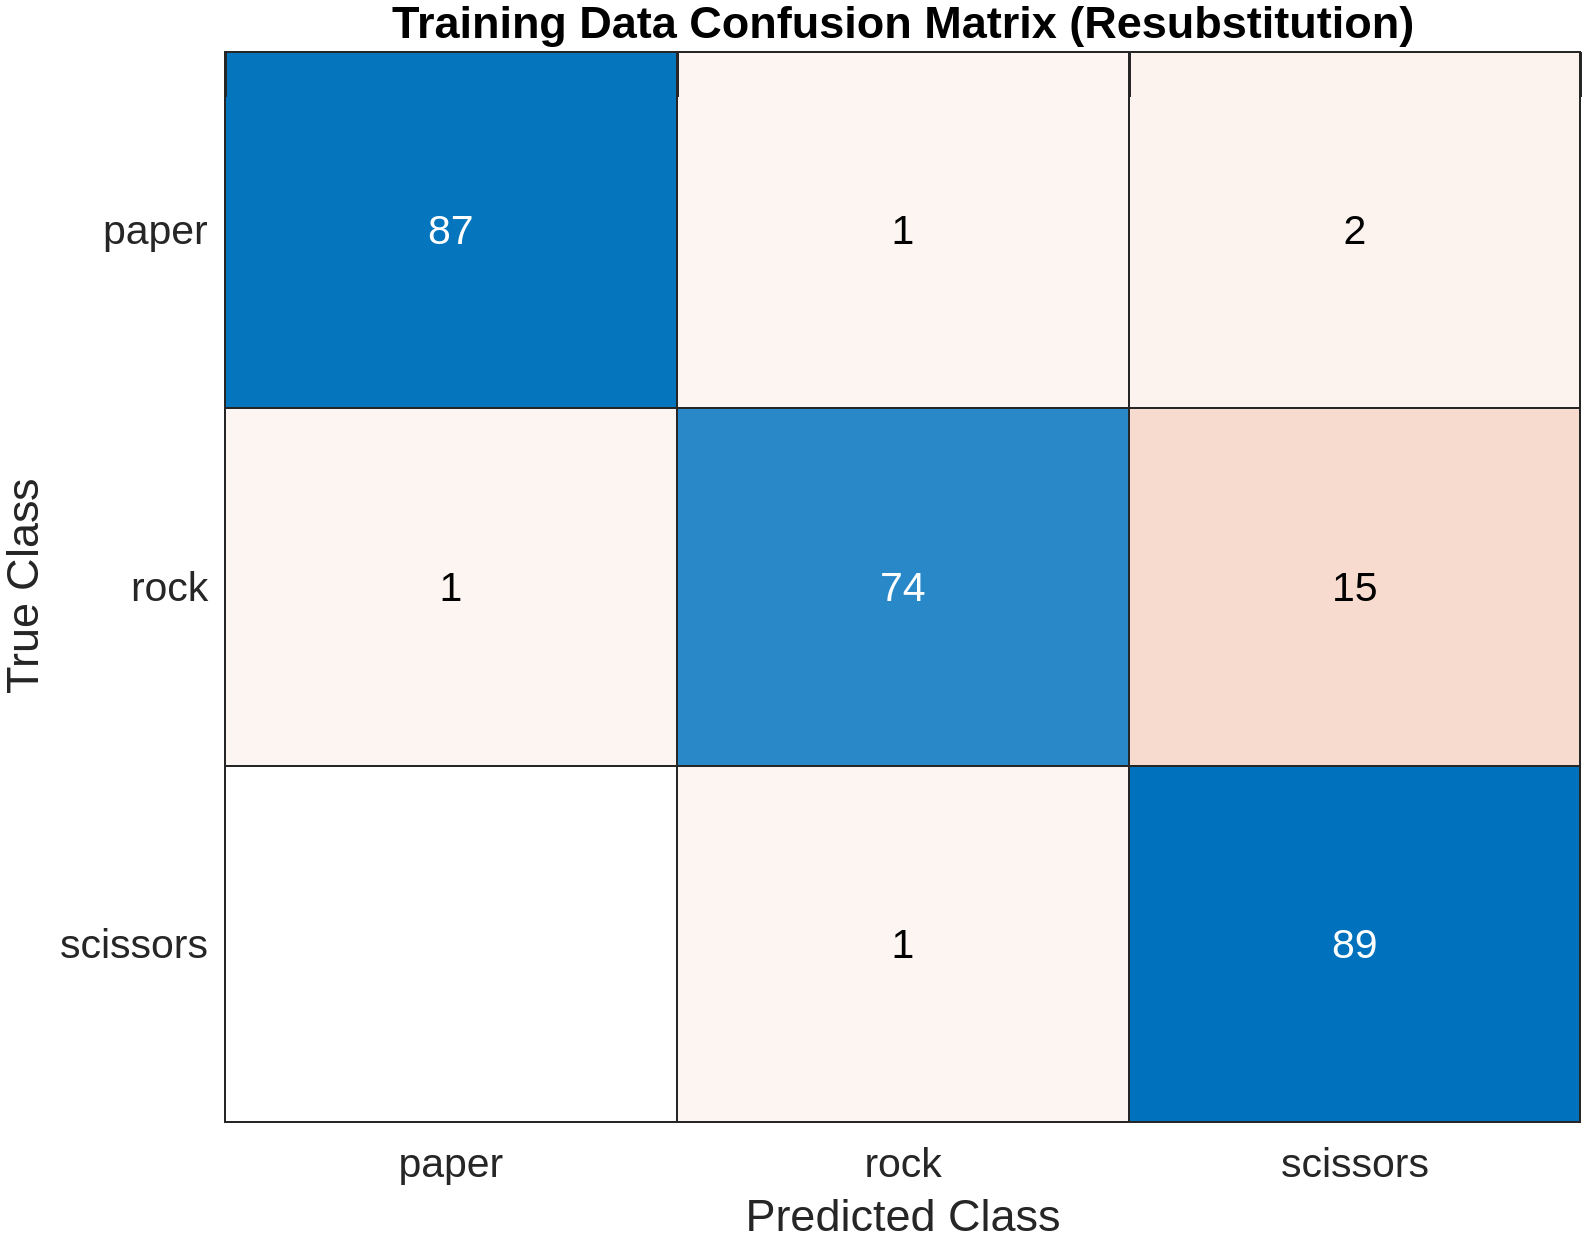 Training Data Confusion Matrix (Resubstitution)
paper 87 1 2
rock 1 74 15
scissors 1 89
paper rock scissors
Predicted Class
True Class